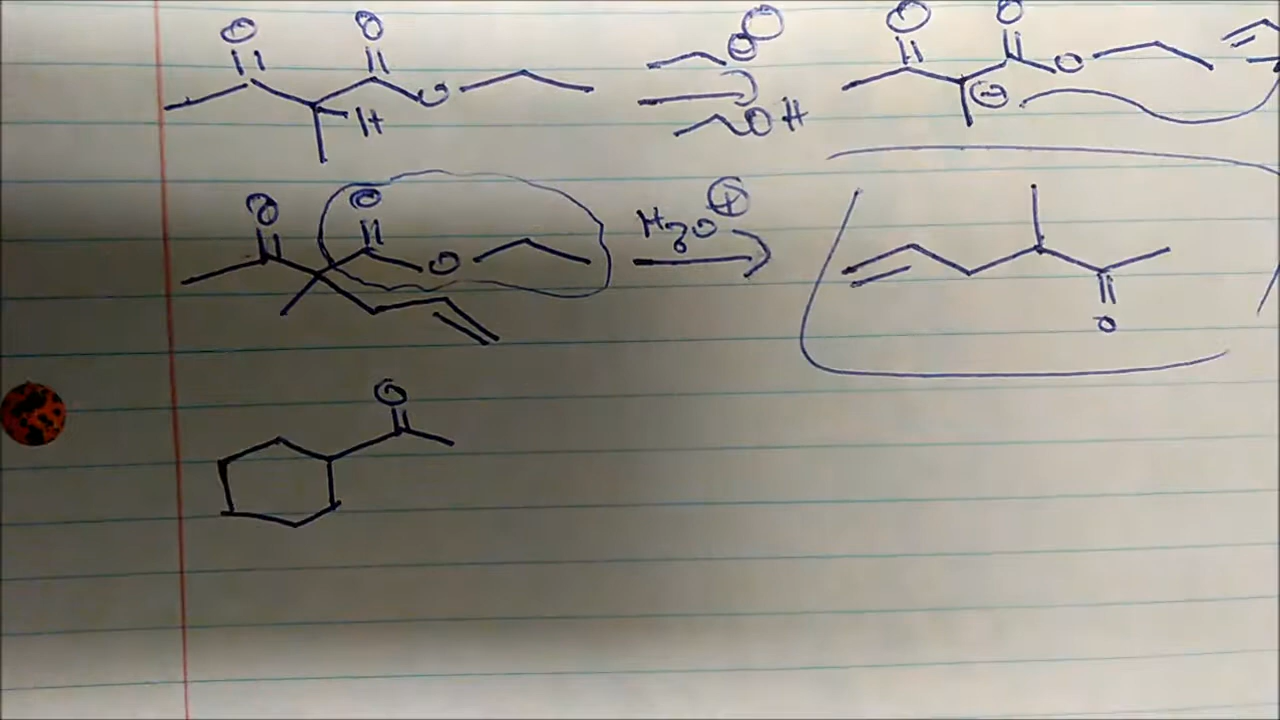 O O O⊖ O O
H O O OH ⊖
O O O H3O⊕
O
O